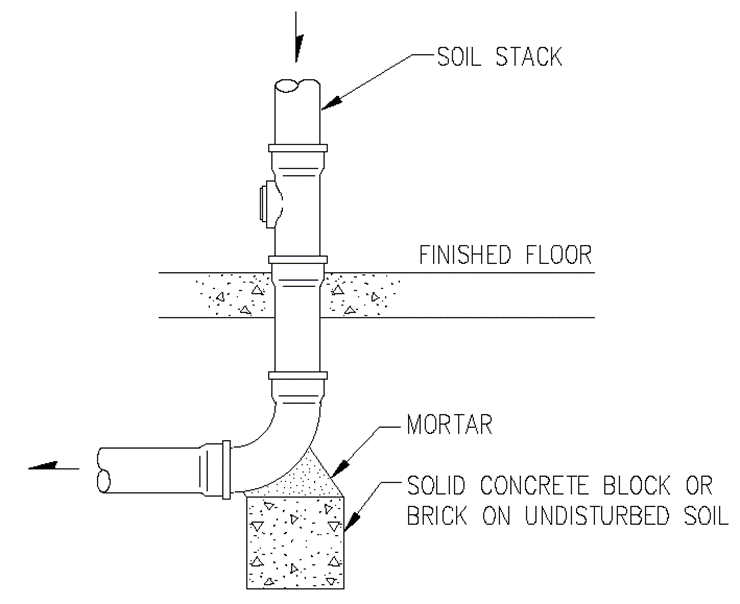 SOIL STACK
FINISHED FLOOR
MORTAR
SOLID CONCRETE BLOCK OR
BRICK ON UNDISTURBED SOIL